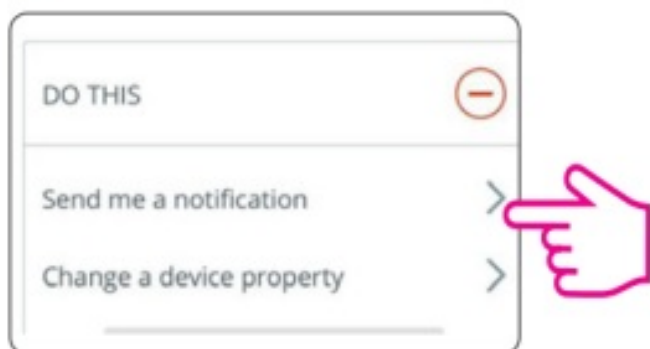 DO THIS
Send me a notification
Change a device property